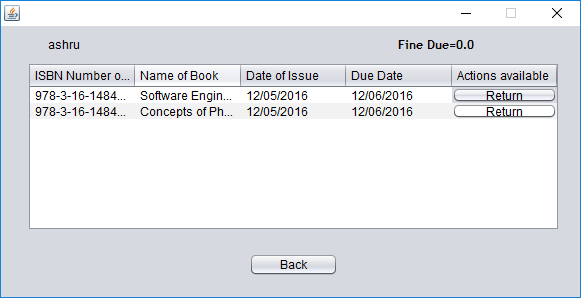 ashru Fine Due=0.0
ISBN Number o... Name of Book Date of Issue Due Date Actions available
978-3-16-1484... Software Engin... 12/05/2016 12/06/2016 Return
978-3-16-1484... Concepts of Ph... 12/05/2016 12/06/2016 Return
Back